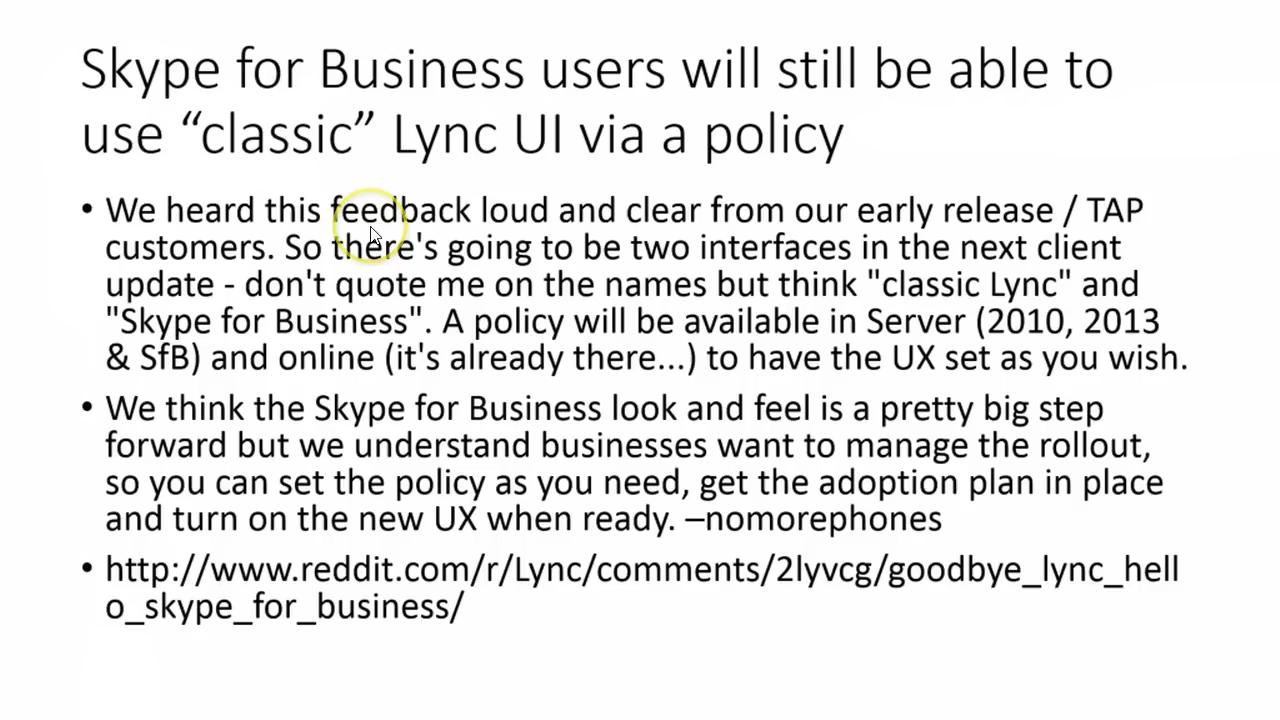 Skype for Business users will still be able to
use “classic” Lync UI via a policy
• We heard this feedback loud and clear from our early release / TAP
customers. So there's going to be two interfaces in the next client
update - don't quote me on the names but think "classic Lync" and
"Skype for Business". A policy will be available in Server (2010, 2013
& SfB) and online (it's already there...) to have the UX set as you wish.
• We think the Skype for Business look and feel is a pretty big step
forward but we understand businesses want to manage the rollout,
so you can set the policy as you need, get the adoption plan in place
and turn on the new UX when ready. –nomorephones
• http://www.reddit.com/r/Lync/comments/2lyvcg/goodbye_lync_hell
o_skype_for_business/